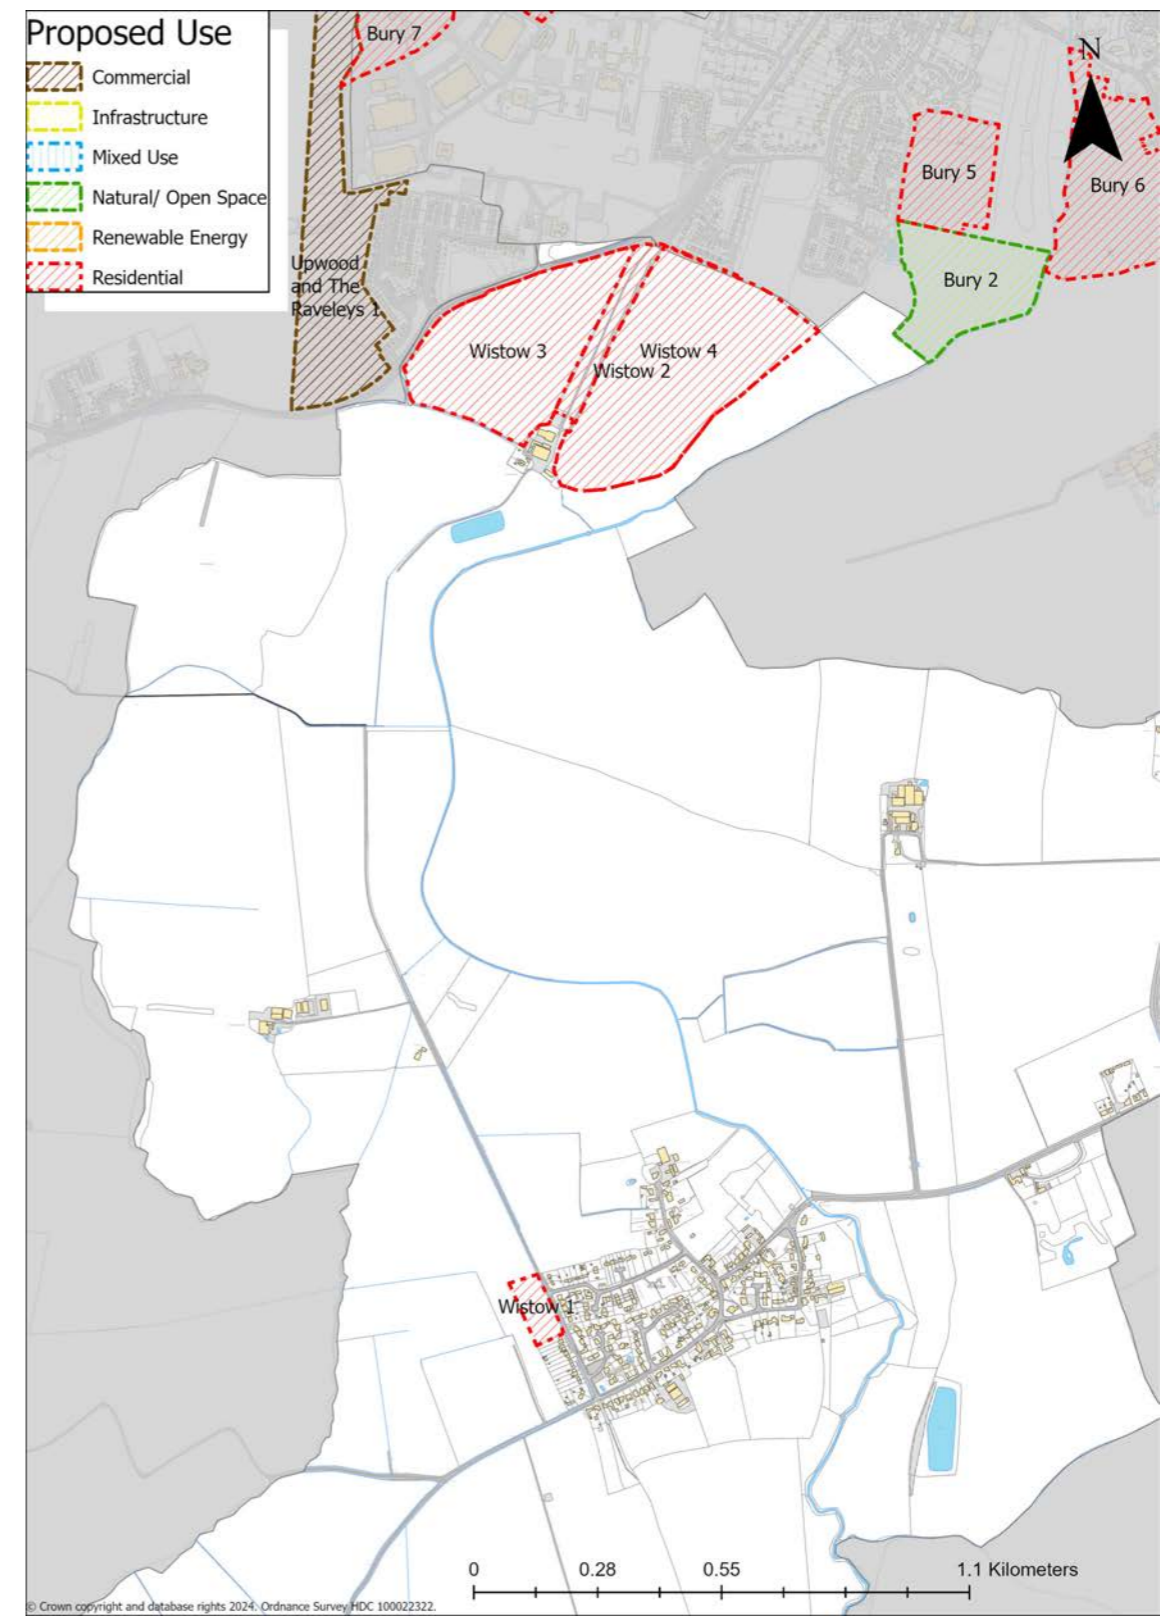 Proposed Use
Commercial
Infrastructure
Mixed Use
Natural/ Open Space
Renewable Energy
Residential
Bury 7
N
Bury 5
Bury 6
Upwood
and The
Raveleys 1
Bury 2
Wistow 3
Wistow 4
Wistow 2
Wistow 1
0
0.28
0.55
1.1 Kilometers
© Crown copyright and database rights 2024. Ordnance Survey HDC 100022322.